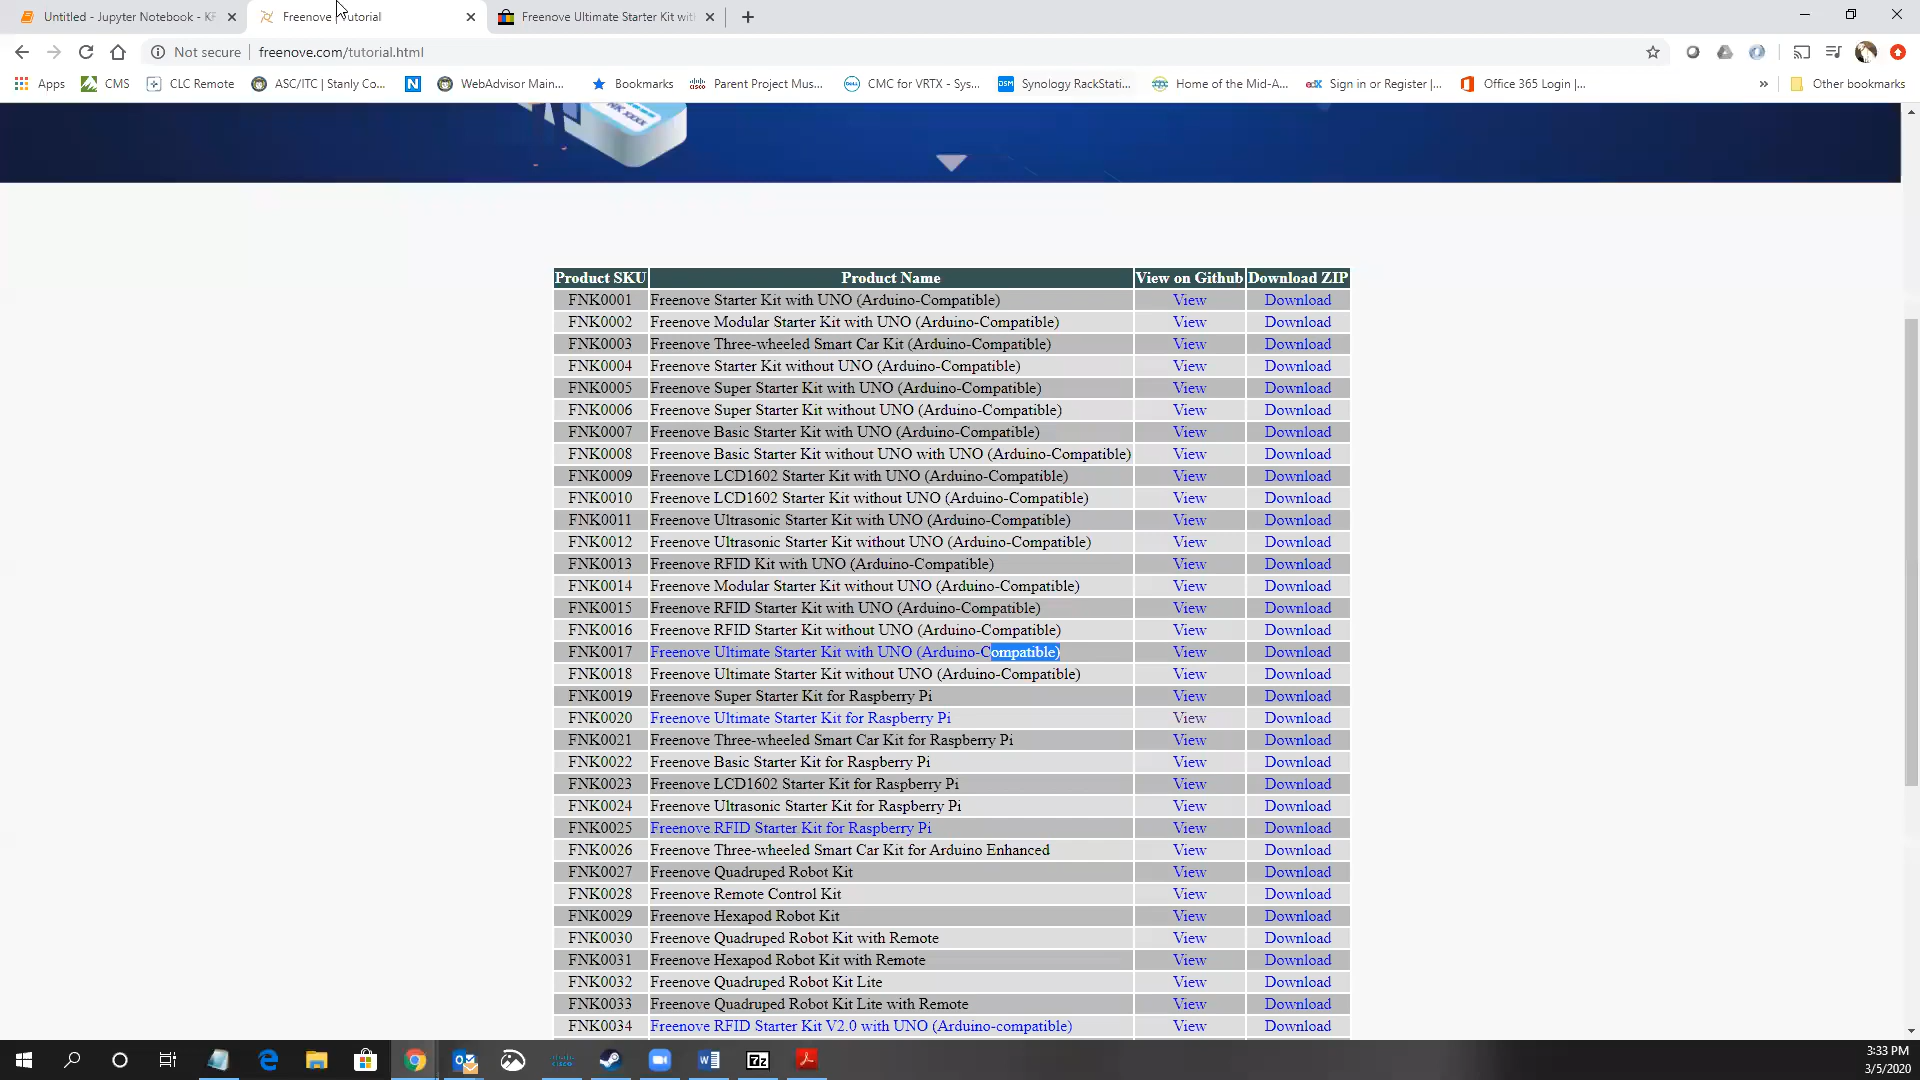 Untitled - Jupyter Notebook - KF
Freenove Tutorial
Freenove Ultimate Starter Kit wit
Not secure
freenove.com/tutorial.html
Apps
CMS
CLC Remote
ASC/ITC | Stanly Co...
WebAdvisor Main...
Bookmarks
Parent Project Mus...
CMC for VRTX - Sys...
Synology RackStati...
Home of the Mid-A...
Sign in or Register |...
Office 365 Login |...
»
Other bookmarks
Product SKU Product Name View on Github Download ZIP
FNK0001 Freenove Starter Kit with UNO (Arduino-Compatible) View Download
FNK0002 Freenove Modular Starter Kit with UNO (Arduino-Compatible) View Download
FNK0003 Freenove Three-wheeled Smart Car Kit (Arduino-Compatible) View Download
FNK0004 Freenove Starter Kit without UNO (Arduino-Compatible) View Download
FNK0005 Freenove Super Starter Kit with UNO (Arduino-Compatible) View Download
FNK0006 Freenove Super Starter Kit without UNO (Arduino-Compatible) View Download
FNK0007 Freenove Basic Starter Kit with UNO (Arduino-Compatible) View Download
FNK0008 Freenove Basic Starter Kit without UNO with UNO (Arduino-Compatible) View Download
FNK0009 Freenove LCD1602 Starter Kit with UNO (Arduino-Compatible) View Download
FNK0010 Freenove LCD1602 Starter Kit without UNO (Arduino-Compatible) View Download
FNK0011 Freenove Ultrasonic Starter Kit with UNO (Arduino-Compatible) View Download
FNK0012 Freenove Ultrasonic Starter Kit without UNO (Arduino-Compatible) View Download
FNK0013 Freenove RFID Kit with UNO (Arduino-Compatible) View Download
FNK0014 Freenove Modular Starter Kit without UNO (Arduino-Compatible) View Download
FNK0015 Freenove RFID Starter Kit with UNO (Arduino-Compatible) View Download
FNK0016 Freenove RFID Starter Kit without UNO (Arduino-Compatible) View Download
FNK0017 Freenove Ultimate Starter Kit with UNO (Arduino-Compatible) View Download
FNK0018 Freenove Ultimate Starter Kit without UNO (Arduino-Compatible) View Download
FNK0019 Freenove Super Starter Kit for Raspberry Pi View Download
FNK0020 Freenove Ultimate Starter Kit for Raspberry Pi View Download
FNK0021 Freenove Three-wheeled Smart Car Kit for Raspberry Pi View Download
FNK0022 Freenove Basic Starter Kit for Raspberry Pi View Download
FNK0023 Freenove LCD1602 Starter Kit for Raspberry Pi View Download
FNK0024 Freenove Ultrasonic Starter Kit for Raspberry Pi View Download
FNK0025 Freenove RFID Starter Kit for Raspberry Pi View Download
FNK0026 Freenove Three-wheeled Smart Car Kit for Arduino Enhanced View Download
FNK0027 Freenove Quadruped Robot Kit View Download
FNK0028 Freenove Remote Control Kit View Download
FNK0029 Freenove Hexapod Robot Kit View Download
FNK0030 Freenove Quadruped Robot Kit with Remote View Download
FNK0031 Freenove Hexapod Robot Kit with Remote View Download
FNK0032 Freenove Quadruped Robot Kit Lite View Download
FNK0033 Freenove Quadruped Robot Kit Lite with Remote View Download
FNK0034 Freenove RFID Starter Kit V2.0 with UNO (Arduino-compatible) View Download
3:33 PM
3/5/2020